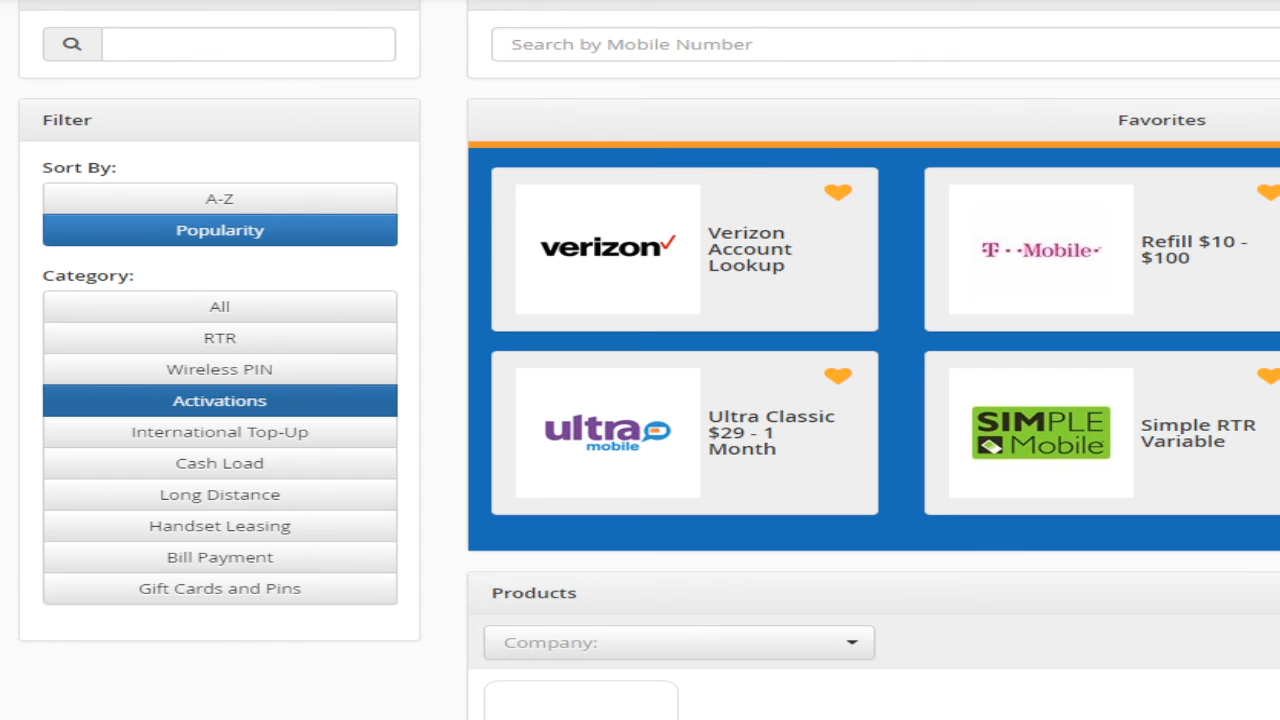 Search by Mobile Number
Filter
Sort By:
A-Z
Popularity
Category:
All
RTR
Wireless PIN
Activations
International Top-Up
Cash Load
Long Distance
Handset Leasing
Bill Payment
Gift Cards and Pins
Favorites
verizon
Verizon
Account
Lookup
T··Mobile·
Refill $10 -
$100
ultra
mobile
Ultra Classic
$29 - 1
Month
SIMPLE
Mobile
Simple RTR
Variable
Products
Company: